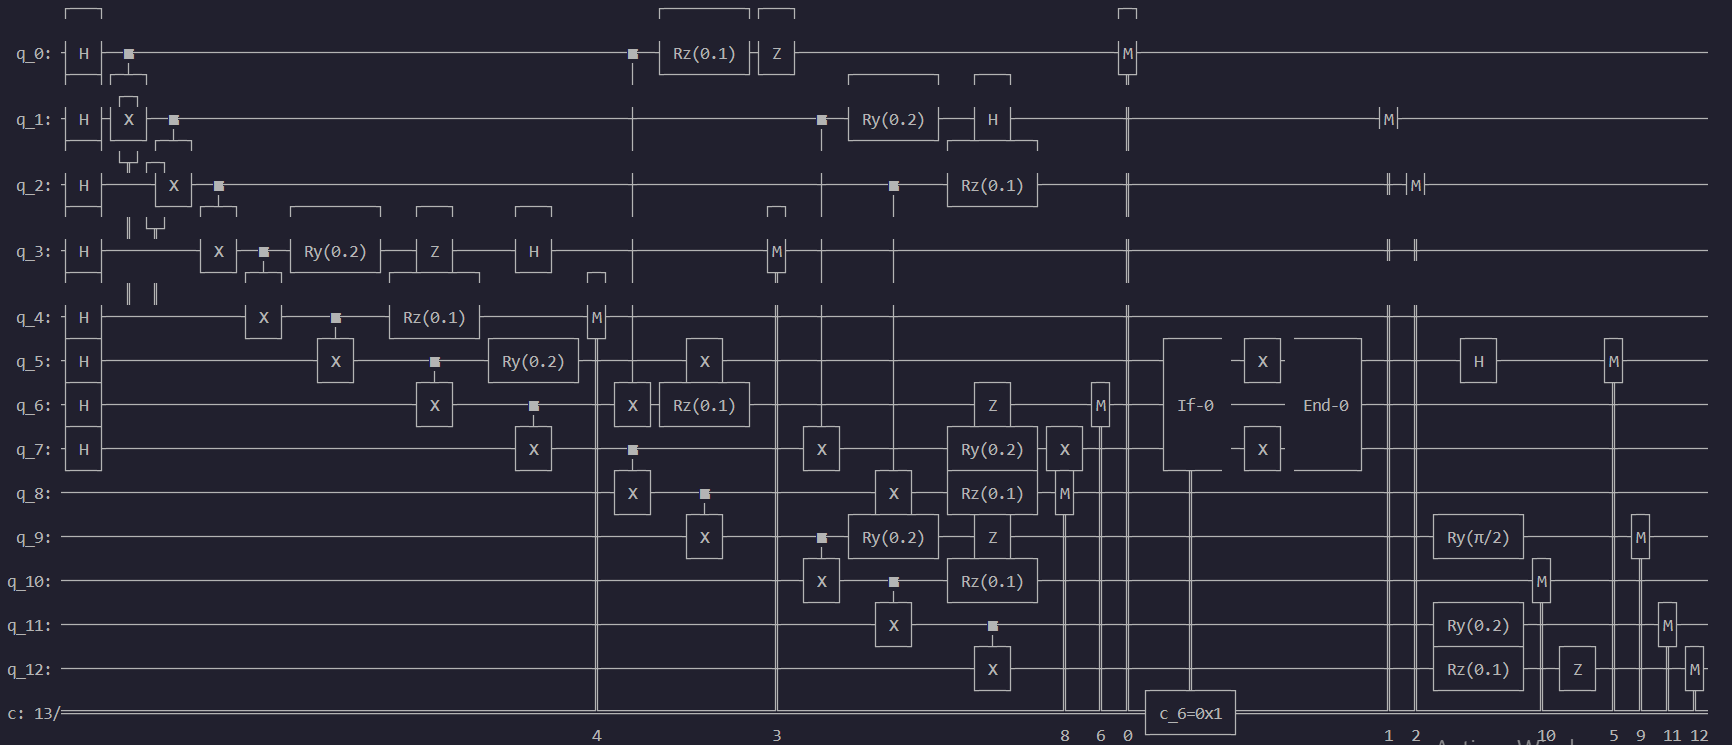 q_0: H ■ ■ Rz(0.1) Z M
q_1: H X ■ ■ Ry(0.2) H M
q_2: H X ■ ■ Rz(0.1) M
q_3: H X ■ Ry(0.2) Z H M
q_4: H X ■ Rz(0.1) M
q_5: H X ■ Ry(0.2) X X H M
q_6: H X ■ X Rz(0.1) Z M If-0 End-0
q_7: H X ■ X Ry(0.2) X X
q_8: X ■ X Rz(0.1) M
q_9: X ■ Ry(0.2) Z Ry(π/2) M
q_10: X ■ Rz(0.1) M
q_11: X ■ Ry(0.2) M
q_12: X Rz(0.1) Z M
c: 13/ c_6=0x1
4 3 8 6 0 1 2 10 5 9 11 12